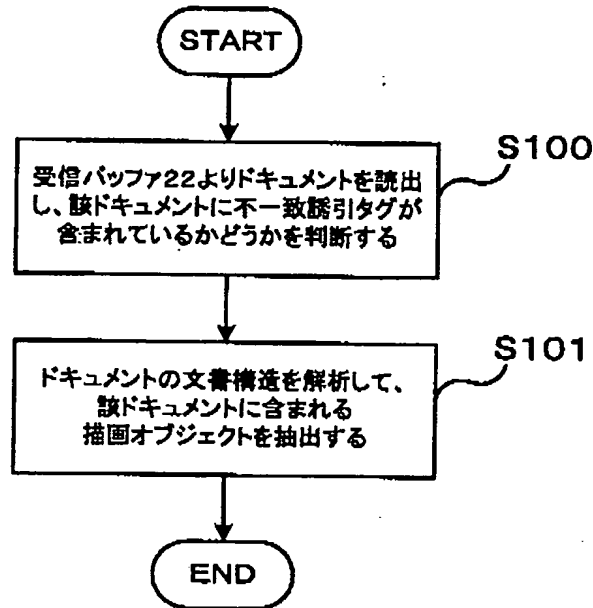 START
S100
受信バッファ22よりドキュメントを読出
し、該ドキュメントに不一致誘引タグが
含まれているかどうかを判断する
S101
ドキュメントの文書構造を解析して、
該ドキュメントに含まれる
描画オブジェクトを抽出する
END